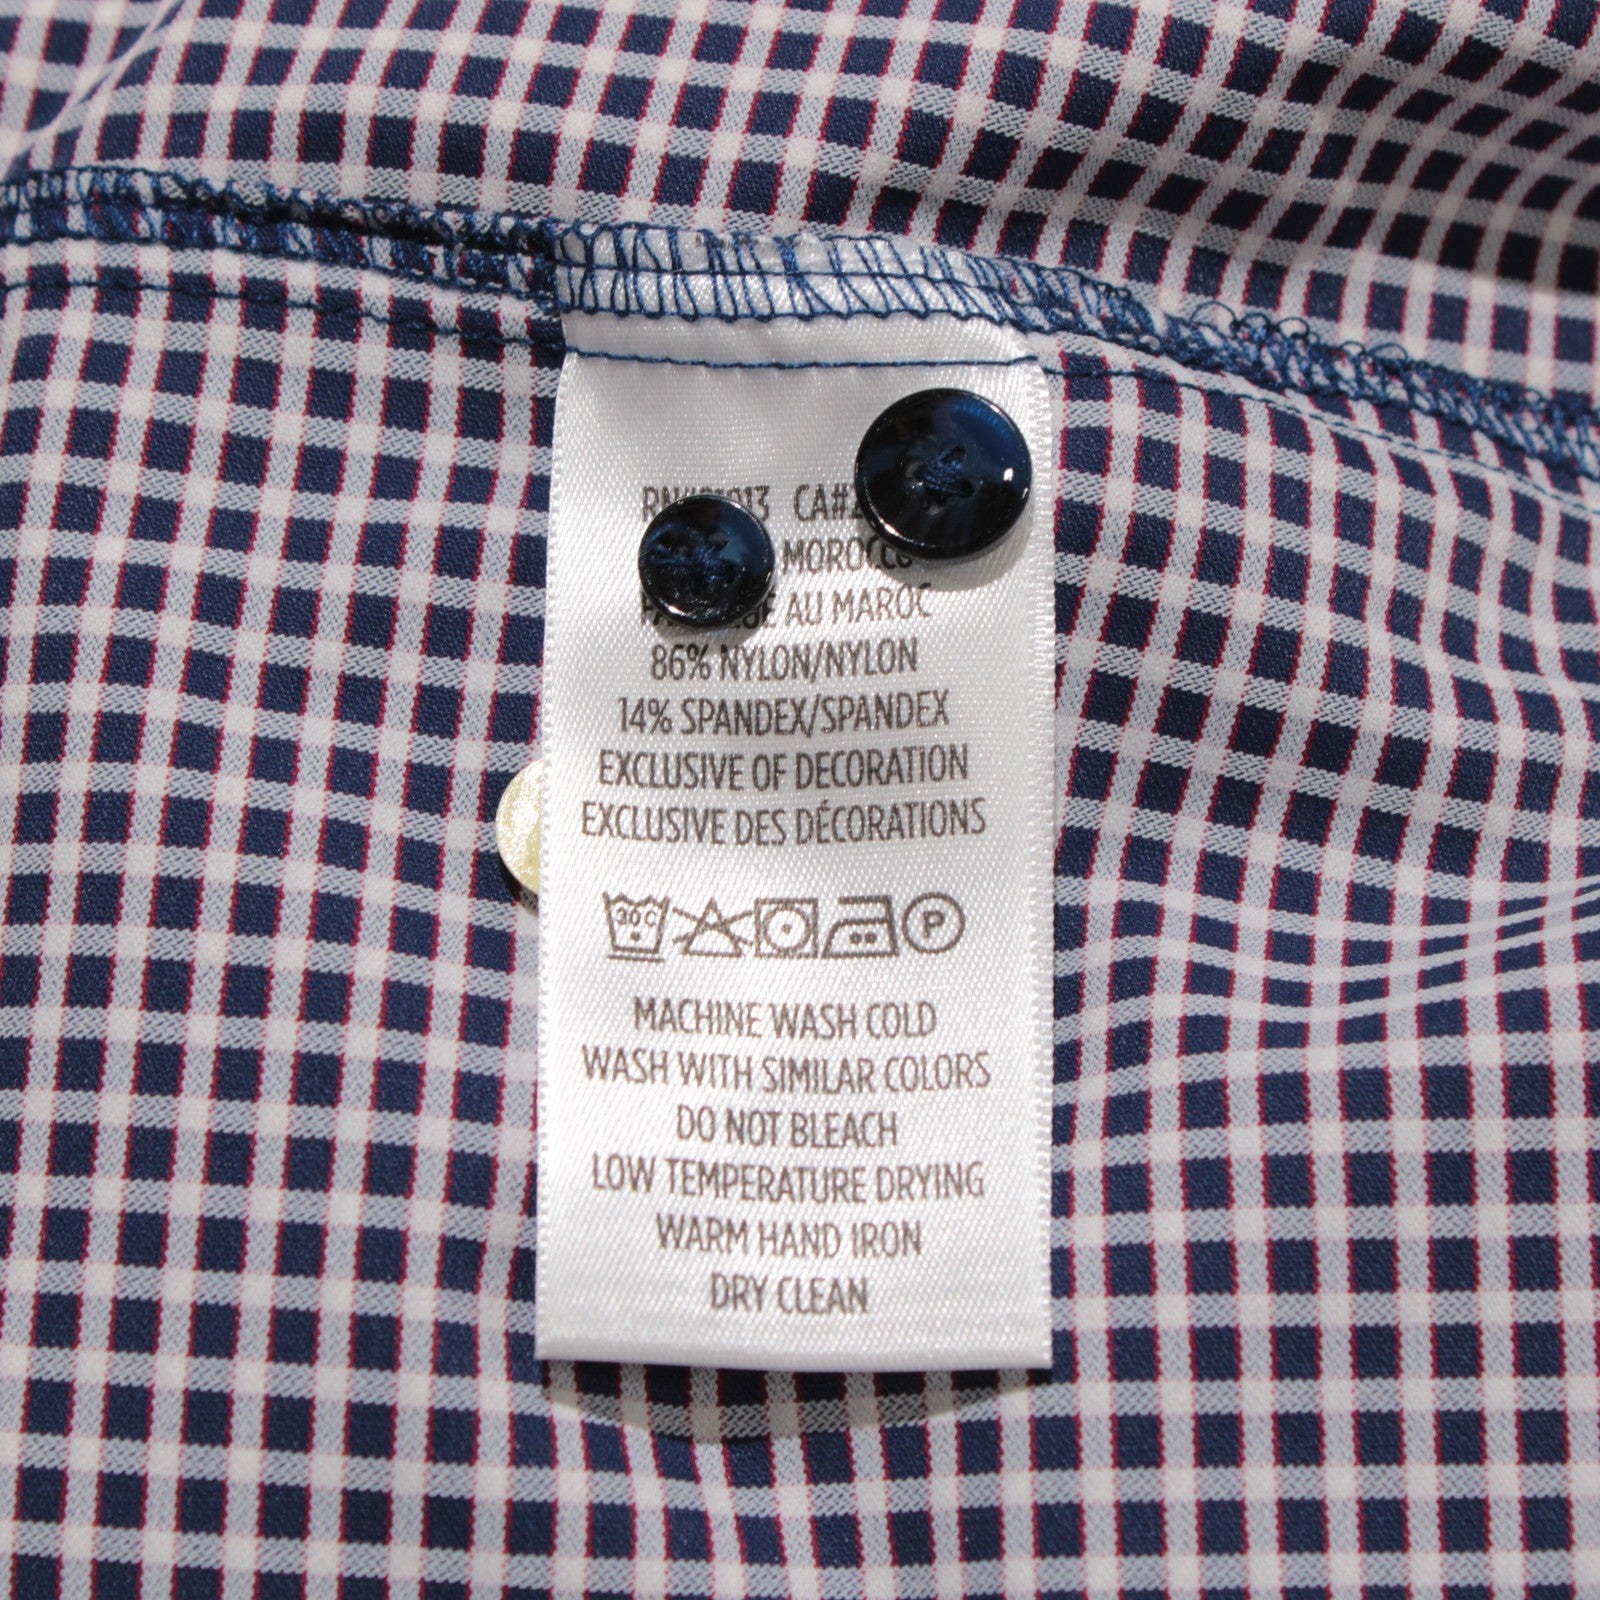 CA#
MOROCCO
AU MAROC
86% NYLON/NYLON
14% SPANDEX/SPANDEX
EXCLUSIVE OF DECORATION
EXCLUSIVE DES DÉCORATIONS
30C P
MACHINE WASH COLD
WASH WITH SIMILAR COLORS
DO NOT BLEACH
LOW TEMPERATURE DRYING
WARM HAND IRON
DRY CLEAN